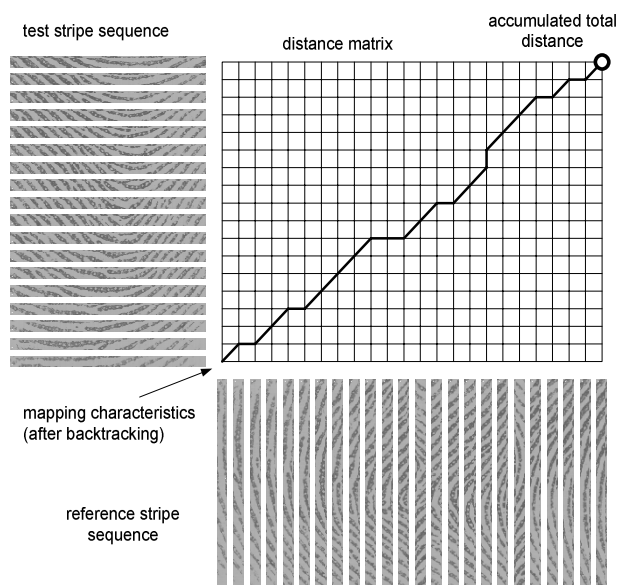 test stripe sequence
distance matrix
accumulated total
distance
mapping characteristics
(after backtracking)
reference stripe
sequence